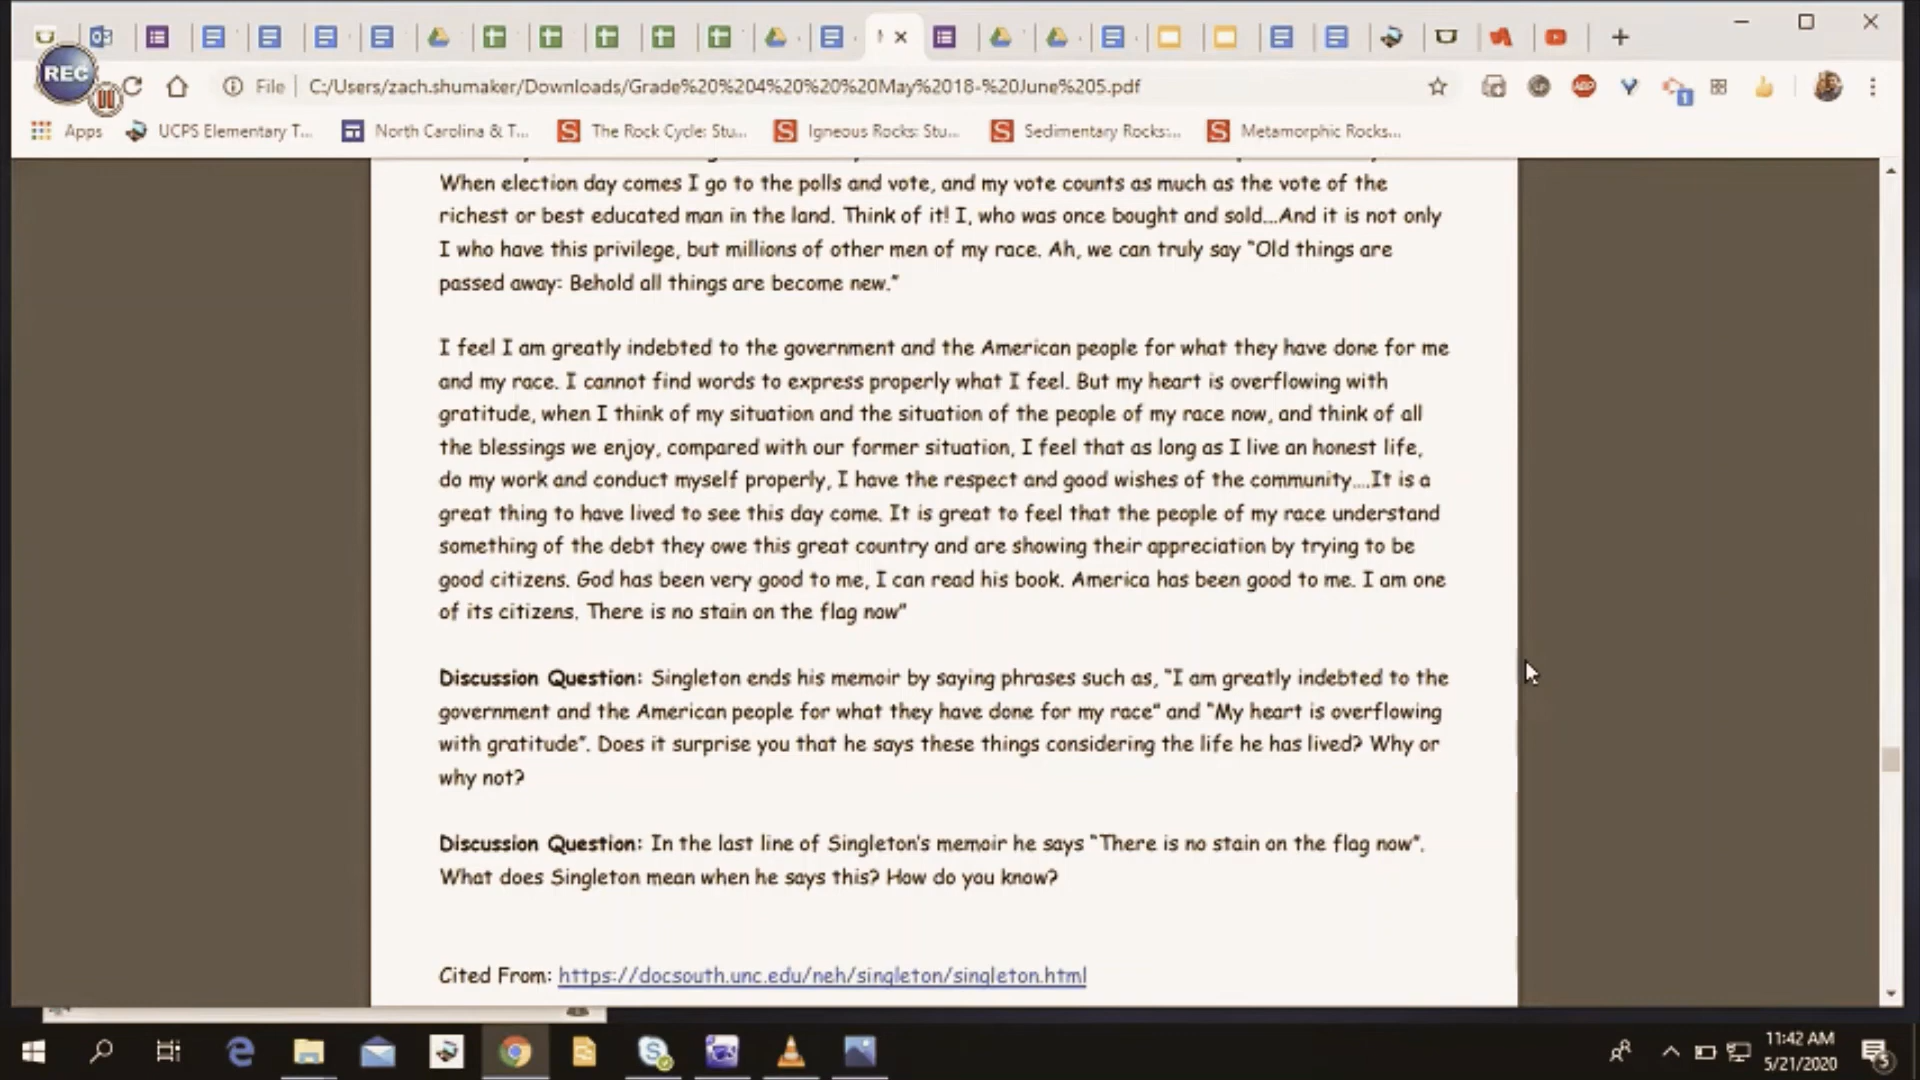 REC
File C:/Users/zach.shumaker/Downloads/Grade%20%204%20%20%20May%2018-%20June%205.pdf
ABP
1
Apps UCPS Elementary T... North Carolina & T... The Rock Cycle: Stu... Igneous Rocks: Stu... Sedimentary Rocks:... Metamorphic Rocks...
When election day comes I go to the polls and vote, and my vote counts as much as the vote of the
richest or best educated man in the land. Think of it! I, who was once bought and sold...And it is not only
I who have this privilege, but millions of other men of my race. Ah, we can truly say "Old things are
passed away: Behold all things are become new."
I feel I am greatly indebted to the government and the American people for what they have done for me
and my race. I cannot find words to express properly what I feel. But my heart is overflowing with
gratitude, when I think of my situation and the situation of the people of my race now, and think of all
the blessings we enjoy, compared with our former situation, I feel that as long as I live an honest life,
do my work and conduct myself properly, I have the respect and good wishes of the community....It is a
great thing to have lived to see this day come. It is great to feel that the people of my race understand
something of the debt they owe this great country and are showing their appreciation by trying to be
good citizens. God has been very good to me, I can read his book. America has been good to me. I am one
of its citizens. There is no stain on the flag now"
Discussion Question: Singleton ends his memoir by saying phrases such as, "I am greatly indebted to the
government and the American people for what they have done for my race" and "My heart is overflowing
with gratitude". Does it surprise you that he says these things considering the life he has lived? Why or
why not?
Discussion Question: In the last line of Singleton's memoir he says "There is no stain on the flag now".
What does Singleton mean when he says this? How do you know?
Cited From: https://docsouth.unc.edu/neh/singleton/singleton.html
11:42 AM
5/21/2020
5